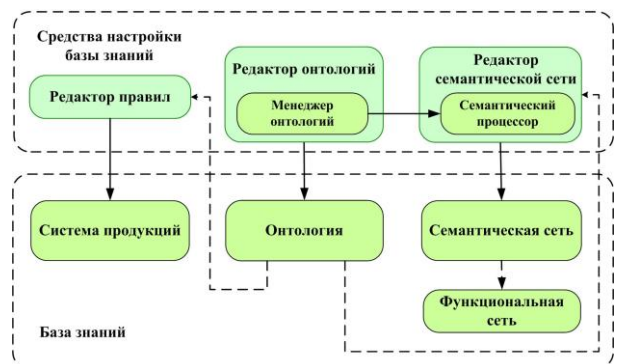 Средства настройки
базы знаний
Редактор правил
Редактор онтологий
Менеджер
онтологий
Редактор
семантической сети
Семантический
процессор
Система продукций
Онтология
Семантическая сеть
Функциональная
сеть
База знаний